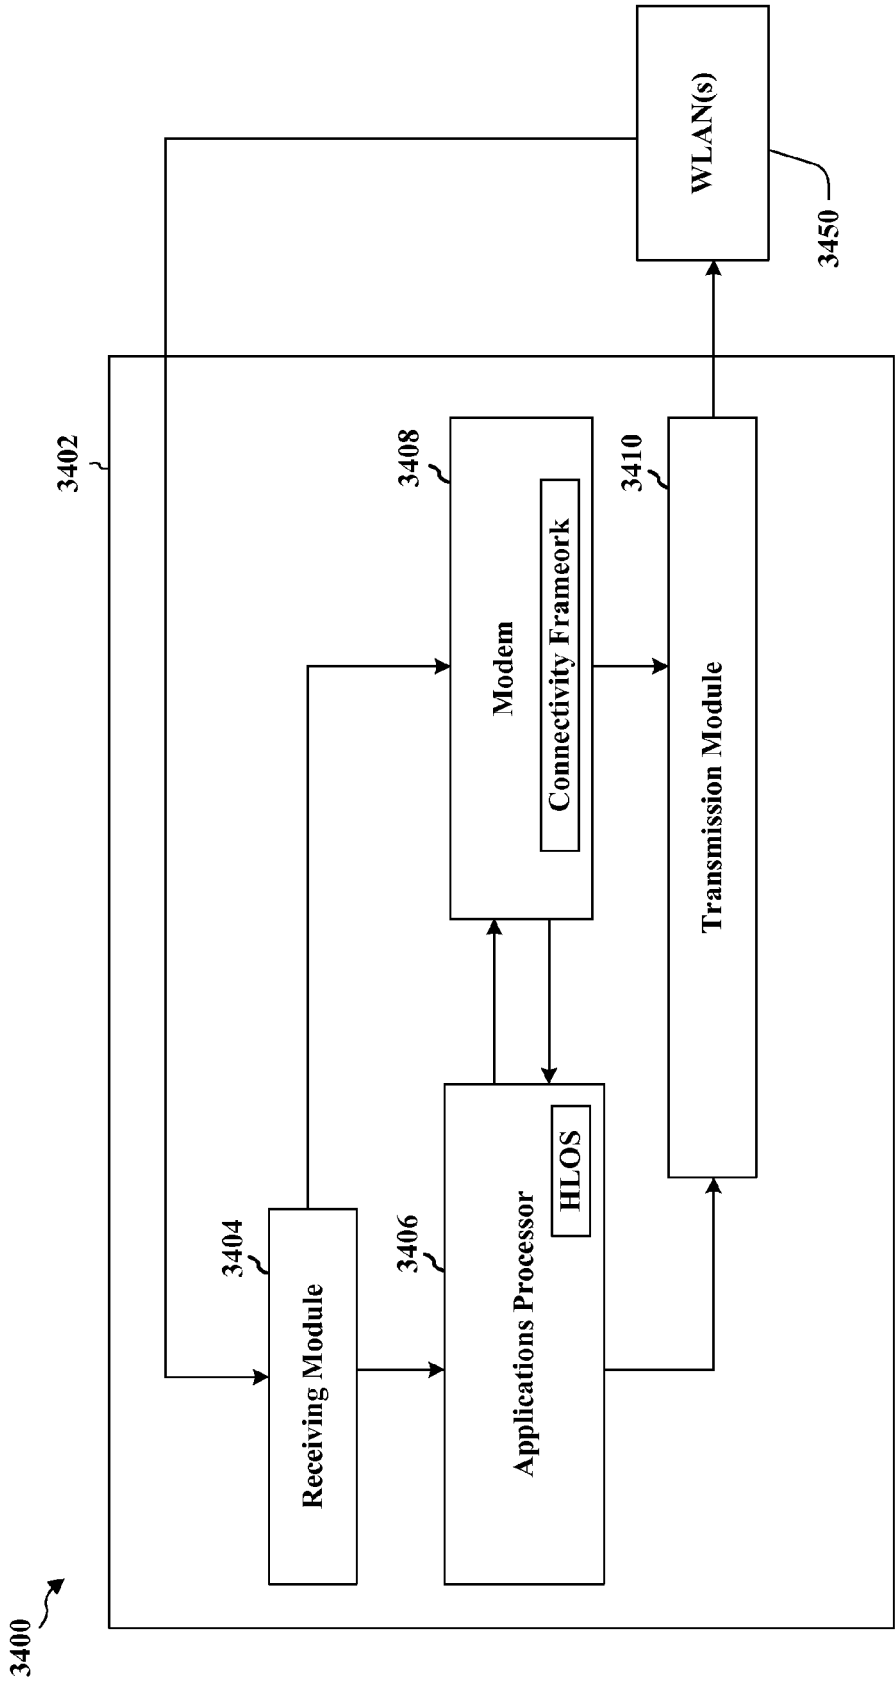 3400
3402
3404
Receiving Module
3406
Applications Processor
HLOS
3408
Modem
Connectivity Frameork
3410
Transmission Module
WLAN(s)
3450